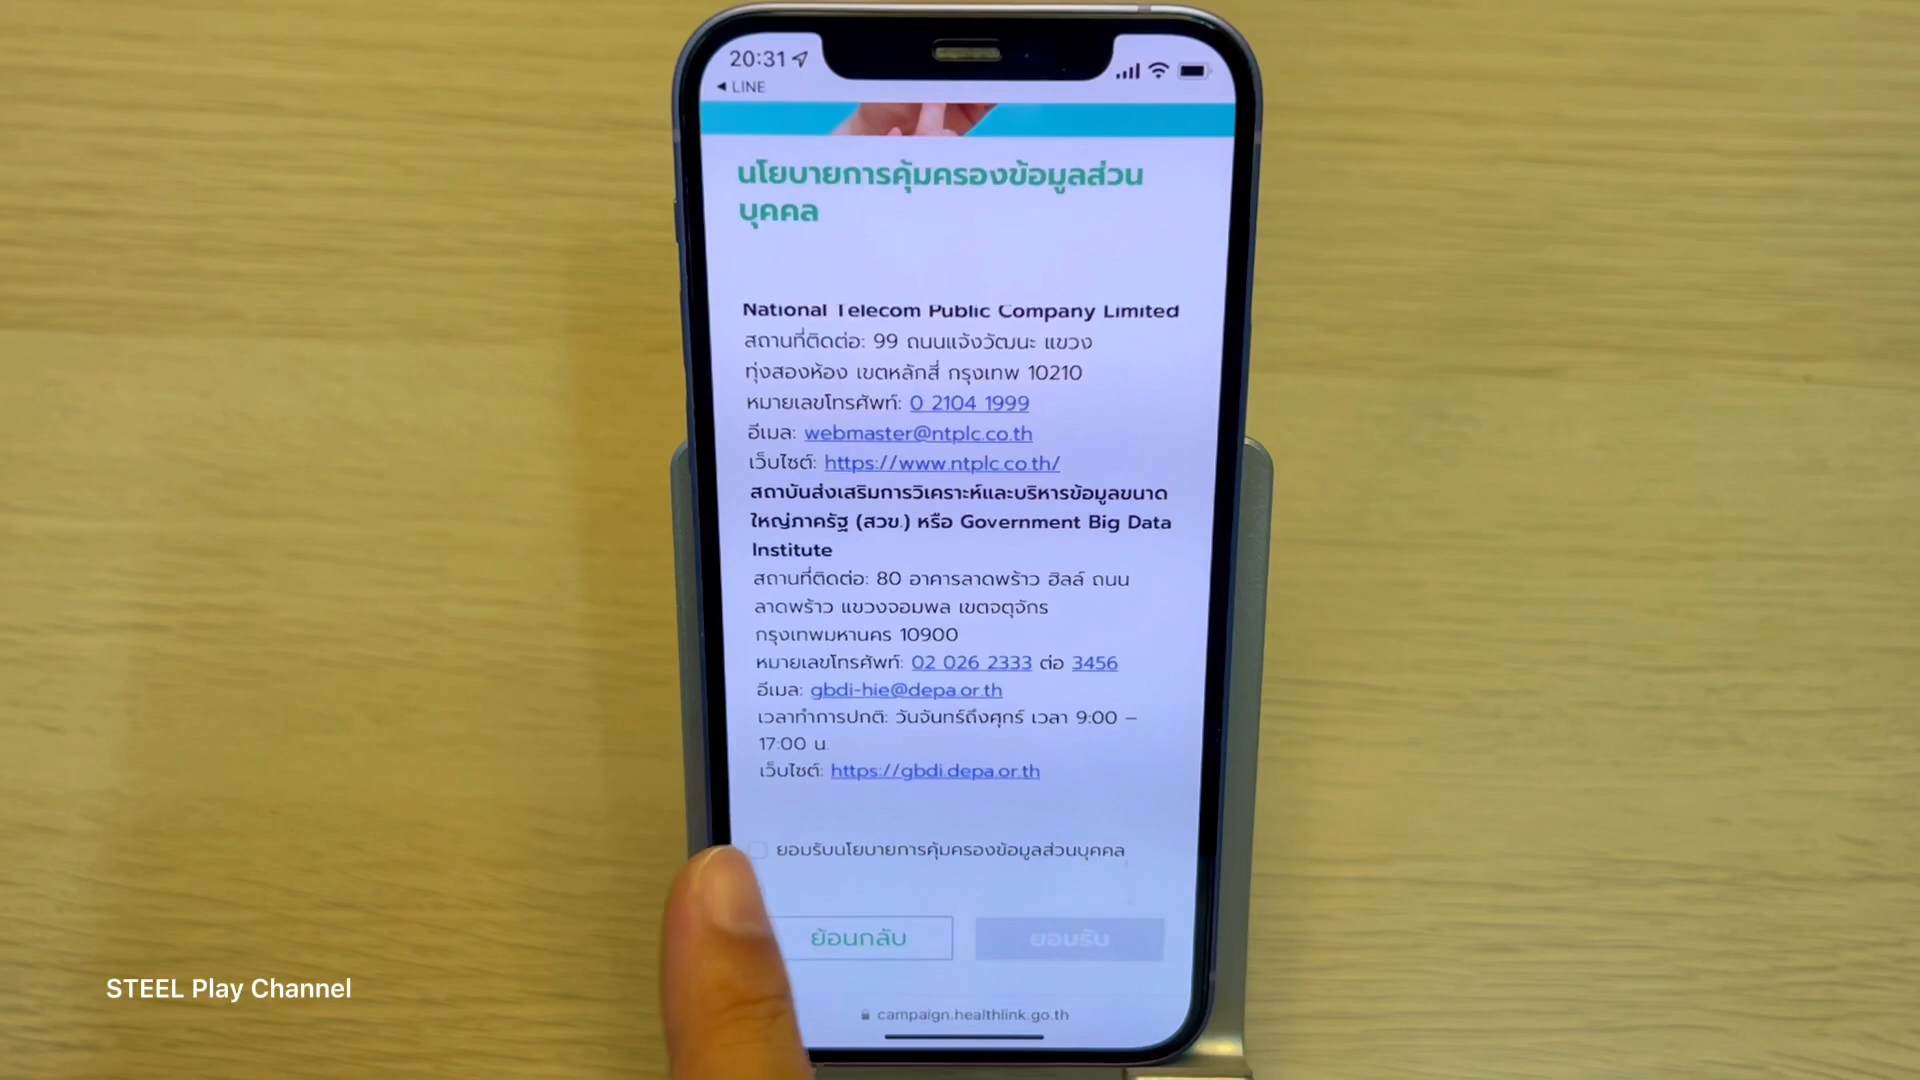 20:31
◄ LINE
นโยบายการคุ้มครองข้อมูลส่วน
บุคคล
National Telecom Public Company Limited
สถานที่ติดต่อ: 99 ถนนแจ้งวัฒนะ แขวง
ทุ่งสองห้อง เขตหลักสี่ กรุงเทพ 10210
หมายเลขโทรศัพท์: 0 2104 1999
อีเมล: webmaster@ntplc.co.th
เว็บไซต์: https://www.ntplc.co.th/
สถาบันส่งเสริมการวิเคราะห์และบริหารข้อมูลขนาด
ใหญ่ภาครัฐ (สวข.) หรือ Government Big Data
Institute
สถานที่ติดต่อ: 80 อาคารลาดพร้าว ฮิลล์ ถนน
ลาดพร้าว แขวงจอมพล เขตจตุจักร
กรุงเทพมหานคร 10900
หมายเลขโทรศัพท์: 02 026 2333 ต่อ 3456
อีเมล: gbdi-hie@depa.or.th
เวลาทำการปกติ: วันจันทร์ถึงศุกร์ เวลา 9:00 –
17:00 น.
เว็บไซต์: https://gbdi.depa.or.th
ยอมรับนโยบายการคุ้มครองข้อมูลส่วนบุคคล
ย้อนกลับ ยอมรับ
campaign.healthlink.go.th
STEEL Play Channel